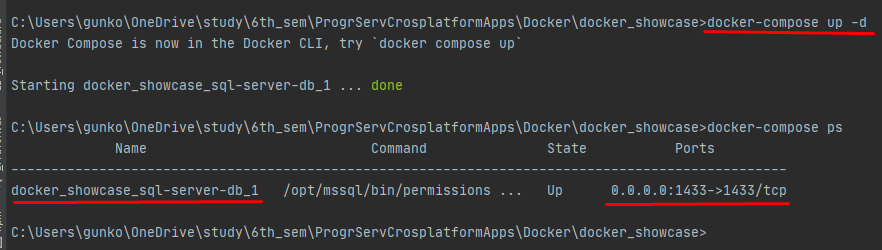 C:\Users\gunko\OneDrive\study\6th_sem\ProgrServCrosplatformApps\Docker\docker_showcase>docker-compose up -d
Docker Compose is now in the Docker CLI, try `docker compose up`
Starting docker_showcase_sql-server-db_1 ... done
C:\Users\gunko\OneDrive\study\6th_sem\ProgrServCrosplatformApps\Docker\docker_showcase>docker-compose ps
Name Command State Ports
--------------------------------------------------------------------------------------------
docker_showcase_sql-server-db_1 /opt/mssql/bin/permissions ... Up 0.0.0.0:1433->1433/tcp
C:\Users\gunko\OneDrive\study\6th_sem\ProgrServCrosplatformApps\Docker\docker_showcase>